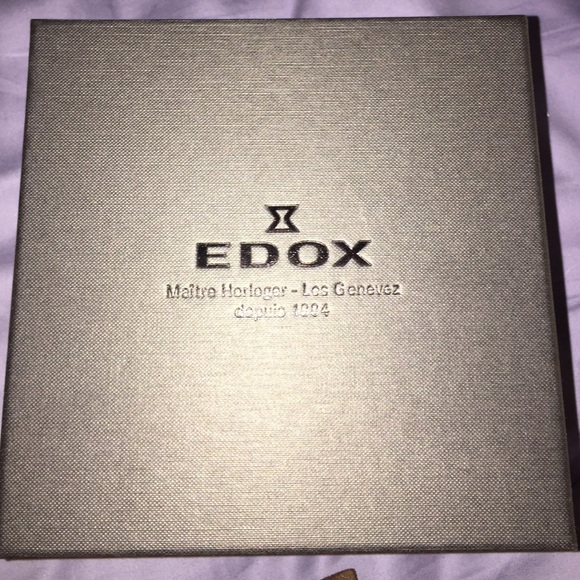 EDOX
Maître Horloger - Les Genevez
depuis 1884